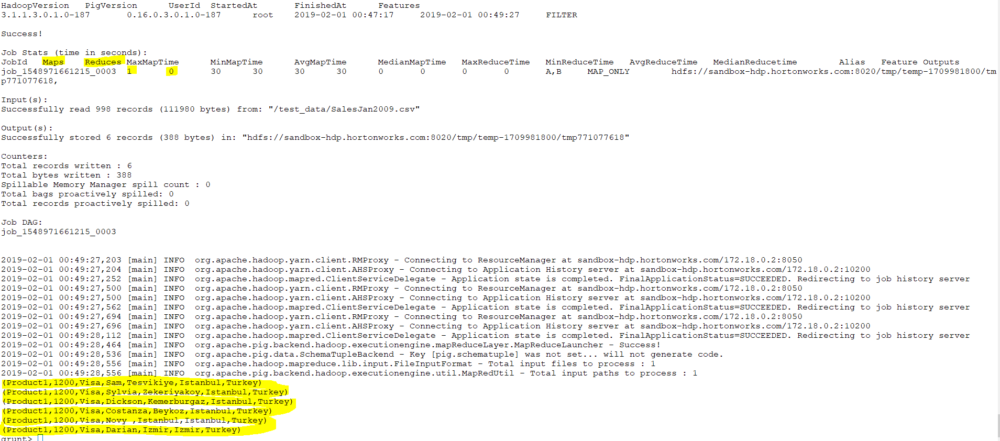 HadoopVersion PigVersion UserId StartedAt FinishedAt Features
3.1.1.3.0.1.0-187 0.16.0.3.0.1.0-187 root 2019-02-01 00:47:17 2019-02-01 00:49:27 FILTER
Success!
Job Stats (time in seconds):
JobId Maps Reduces MaxMapTime MinMapTime AvgMapTime MedianMapTime MaxReduceTime MinReduceTime AvgReduceTime MedianReducetime Alias Feature Outputs
job_1548971661215_0003 1 0 30 30 30 30 0 0 0 0 A,B MAP_ONLY hdfs://sandbox-hdp.hortonworks.com:8020/tmp/temp-1709981800/tm
p771077618,
Input(s):
Successfully read 998 records (111980 bytes) from: "/test_data/SalesJan2009.csv"
Output(s):
Successfully stored 6 records (388 bytes) in: "hdfs://sandbox-hdp.hortonworks.com:8020/tmp/temp-1709981800/tmp771077618"
Counters:
Total records written : 6
Total bytes written : 388
Spillable Memory Manager spill count : 0
Total bags proactively spilled: 0
Total records proactively spilled: 0
Job DAG:
job_1548971661215_0003
2019-02-01 00:49:27,203 [main] INFO org.apache.hadoop.yarn.client.RMProxy - Connecting to ResourceManager at sandbox-hdp.hortonworks.com/172.18.0.2:8050
2019-02-01 00:49:27,204 [main] INFO org.apache.hadoop.yarn.client.AHSProxy - Connecting to Application History server at sandbox-hdp.hortonworks.com/172.18.0.2:10200
2019-02-01 00:49:27,252 [main] INFO org.apache.hadoop.mapred.ClientServiceDelegate - Application state is completed. FinalApplicationStatus=SUCCEEDED. Redirecting to job history server
2019-02-01 00:49:27,500 [main] INFO org.apache.hadoop.yarn.client.RMProxy - Connecting to ResourceManager at sandbox-hdp.hortonworks.com/172.18.0.2:8050
2019-02-01 00:49:27,500 [main] INFO org.apache.hadoop.yarn.client.AHSProxy - Connecting to Application History server at sandbox-hdp.hortonworks.com/172.18.0.2:10200
2019-02-01 00:49:27,562 [main] INFO org.apache.hadoop.mapred.ClientServiceDelegate - Application state is completed. FinalApplicationStatus=SUCCEEDED. Redirecting to job history server
2019-02-01 00:49:27,694 [main] INFO org.apache.hadoop.yarn.client.RMProxy - Connecting to ResourceManager at sandbox-hdp.hortonworks.com/172.18.0.2:8050
2019-02-01 00:49:27,696 [main] INFO org.apache.hadoop.yarn.client.AHSProxy - Connecting to Application History server at sandbox-hdp.hortonworks.com/172.18.0.2:10200
2019-02-01 00:49:28,112 [main] INFO org.apache.hadoop.mapred.ClientServiceDelegate - Application state is completed. FinalApplicationStatus=SUCCEEDED. Redirecting to job history server
2019-02-01 00:49:28,464 [main] INFO org.apache.pig.backend.hadoop.executionengine.mapReduceLayer.MapReduceLauncher - Success!
2019-02-01 00:49:28,536 [main] INFO org.apache.pig.data.SchemaTupleBackend - Key [pig.schematuple] was not set... will not generate code.
2019-02-01 00:49:28,556 [main] INFO org.apache.hadoop.mapreduce.lib.input.FileInputFormat - Total input files to process : 1
2019-02-01 00:49:28,556 [main] INFO org.apache.pig.backend.hadoop.executionengine.util.MapRedUtil - Total input paths to process : 1
(Product1,1200,Visa,Sam,Tesvikiye,Istanbul,Turkey)
(Product1,1200,Visa,Sylvia,Zekeriyakoy,Istanbul,Turkey)
(Product1,1200,Visa,Dickson,Kemerburgaz,Istanbul,Turkey)
(Product1,1200,Visa,Costanza,Beykoz,Istanbul,Turkey)
(Product1,1200,Visa,Novy ,Istanbul,Istanbul,Turkey)
(Product1,1200,Visa,Darian,Izmir,Izmir,Turkey)
grunt>